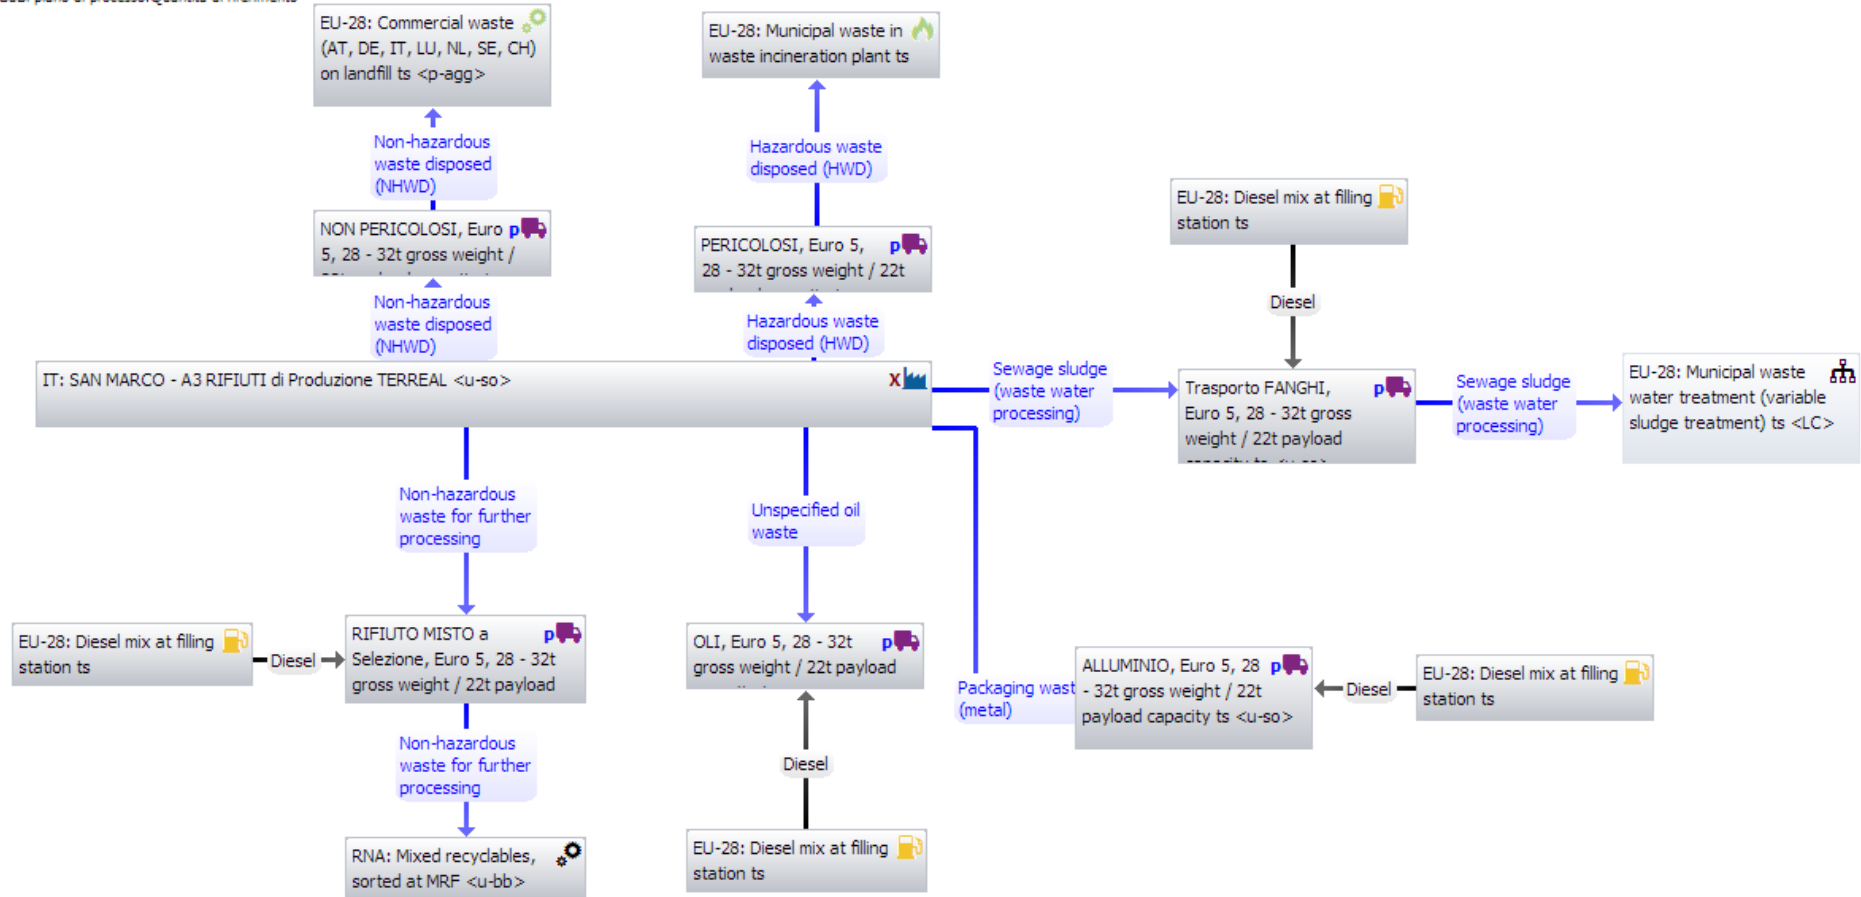 EU-28: Commercial waste
(AT, DE, IT, LU, NL, SE, CH)
on landfill ts <p-agg>
EU-28: Municipal waste in
waste incineration plant ts
Non-hazardous
waste disposed
(NHWD)
Hazardous waste
disposed (HWD)
EU-28: Diesel mix at filling
station ts
NON PERICOLOSI, Euro p
5, 28 - 32t gross weight /
PERICOLOSI, Euro 5, p
28 - 32t gross weight / 22t
Diesel
Non-hazardous
waste disposed
(NHWD)
Hazardous waste
disposed (HWD)
IT: SAN MARCO - A3 RIFIUTI di Produzione TERREAL <u-so> X
Sewage sludge
(waste water
processing)
Trasporto FANGHI, p
Euro 5, 28 - 32t gross
weight / 22t payload
Sewage sludge
(waste water
processing)
EU-28: Municipal waste
water treatment (variable
sludge treatment) ts <LC>
Non-hazardous
waste for further
processing
Unspecified oil
waste
EU-28: Diesel mix at filling
station ts
Diesel
RIFIUTO MISTO a p
Selezione, Euro 5, 28 - 32t
gross weight / 22t payload
OLI, Euro 5, 28 - 32t p
gross weight / 22t payload
Packaging wast
(metal)
ALLUMINIO, Euro 5, 28 p
- 32t gross weight / 22t
payload capacity ts <u-so>
Diesel
EU-28: Diesel mix at filling
station ts
Non-hazardous
waste for further
processing
Diesel
RNA: Mixed recyclables,
sorted at MRF <u-bb>
EU-28: Diesel mix at filling
station ts